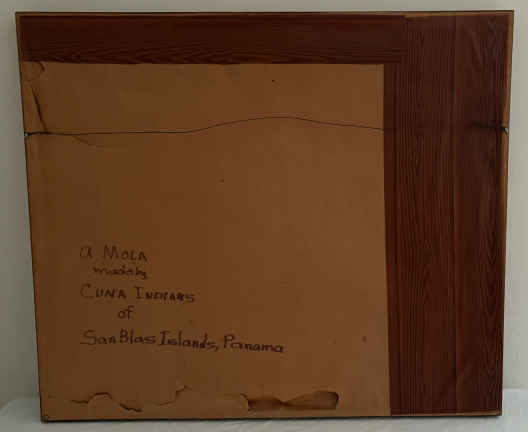 a MOLA
made by
CUNA INDIANS
of
San Blas Islands, Panama